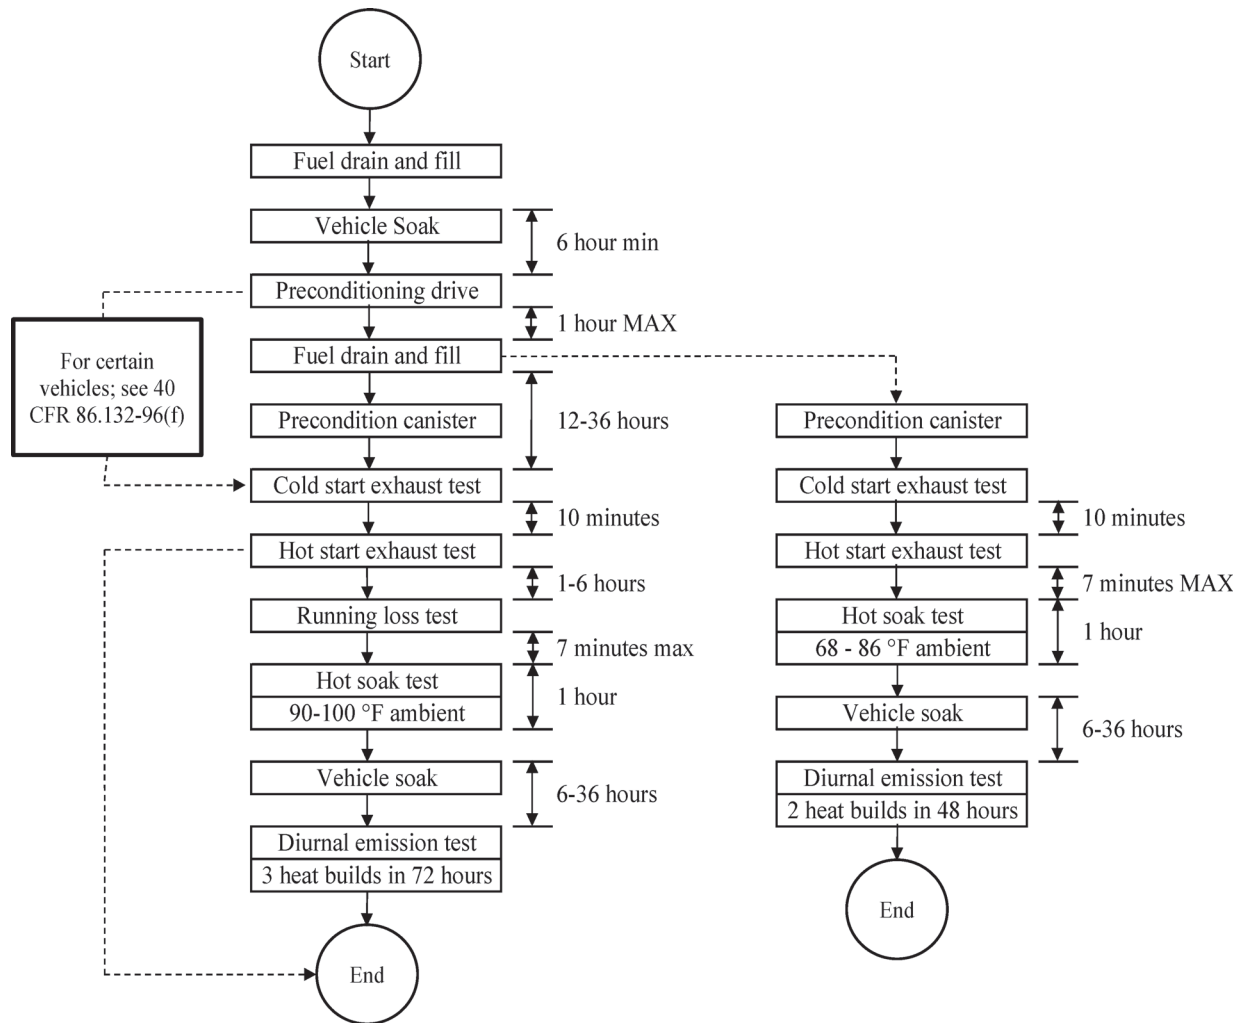 Start
Fuel drain and fill
Vehicle Soak
6 hour min
Preconditioning drive
1 hour MAX
For certain
vehicles; see 40
CFR 86.132-96(f)
Fuel drain and fill
12-36 hours
Precondition canister
Cold start exhaust test
10 minutes
Hot start exhaust test
1-6 hours
Running loss test
7 minutes max
Hot soak test
90-100 °F ambient
1 hour
Vehicle soak
6-36 hours
Diurnal emission test
3 heat builds in 72 hours
End
Precondition canister
Cold start exhaust test
10 minutes
Hot start exhaust test
7 minutes MAX
Hot soak test
68 - 86 °F ambient
1 hour
Vehicle soak
6-36 hours
Diurnal emission test
2 heat builds in 48 hours
End